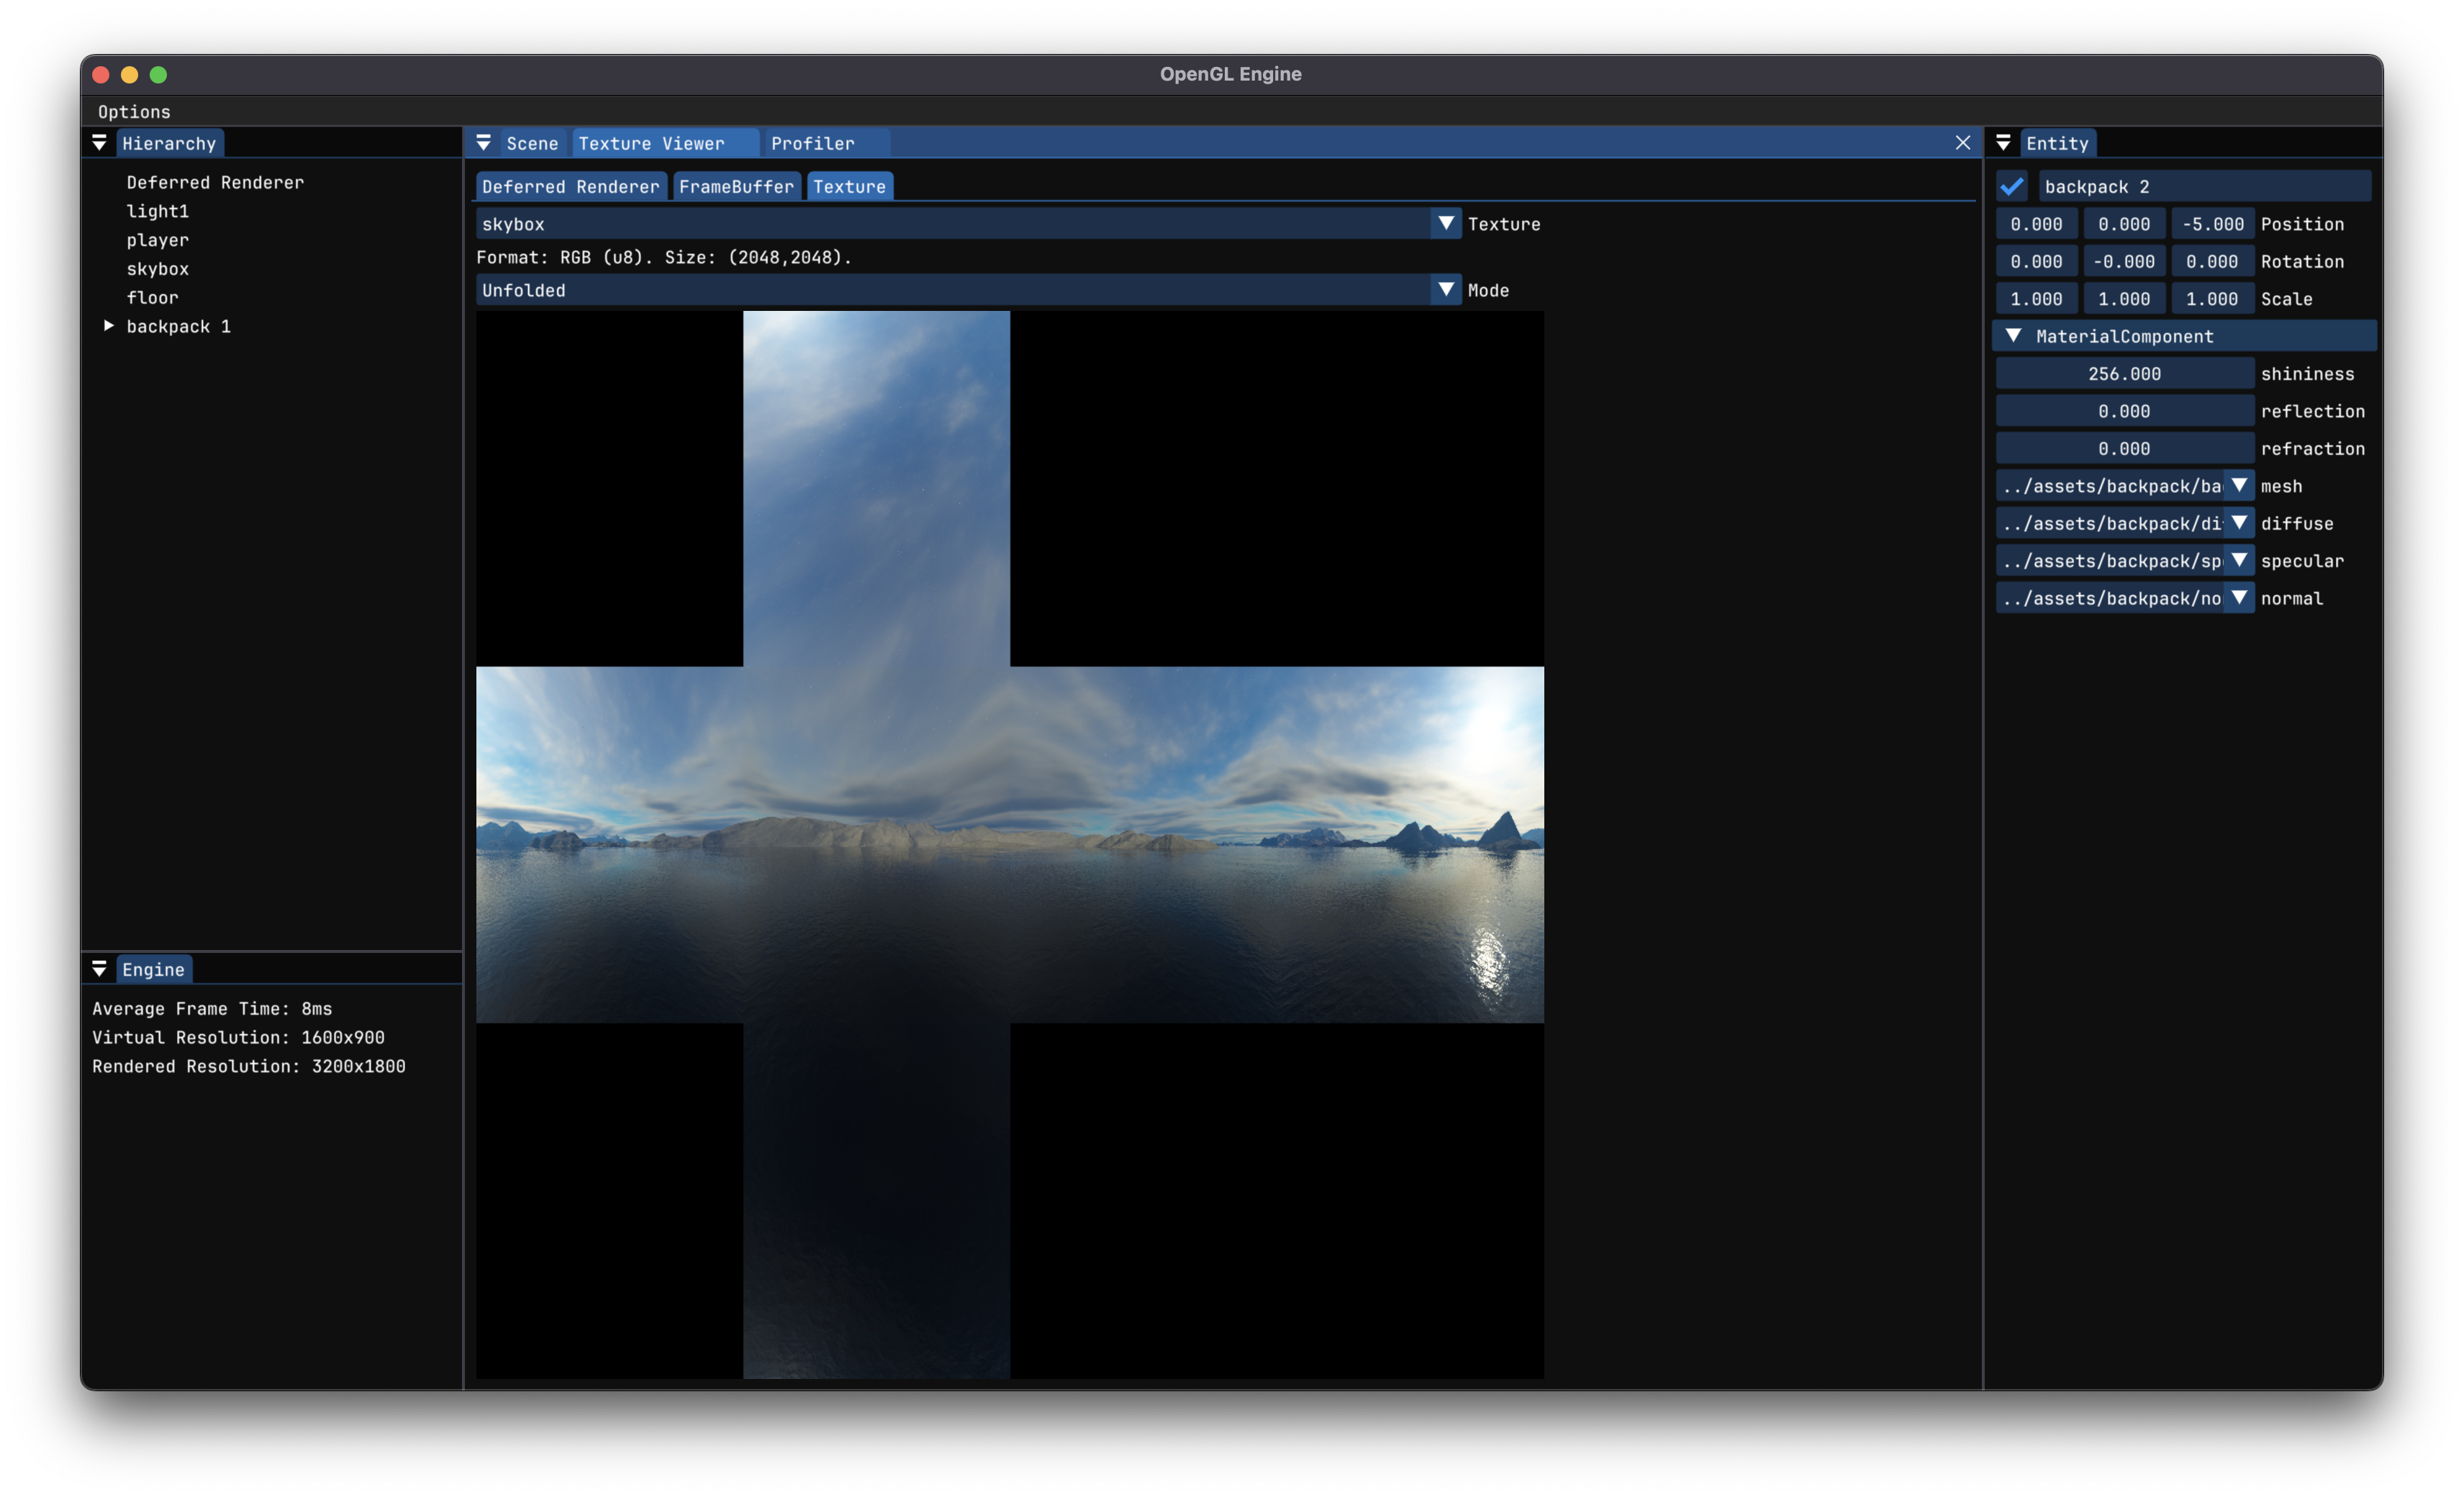 OpenGL Engine
Options
Hierarchy
Deferred Renderer
light1
player
skybox
floor
backpack 1
Engine
Average Frame Time: 8ms
Virtual Resolution: 1600x900
Rendered Resolution: 3200x1800
Scene Texture Viewer Profiler
Deferred Renderer FrameBuffer Texture
skybox Texture
Format: RGB (u8). Size: (2048,2048).
Unfolded Mode
Entity
backpack 2
0.000 0.000 -5.000 Position
0.000 -0.000 0.000 Rotation
1.000 1.000 1.000 Scale
MaterialComponent
256.000 shininess
0.000 reflection
0.000 refraction
../assets/backpack/ba mesh
../assets/backpack/di diffuse
../assets/backpack/sp specular
../assets/backpack/no normal